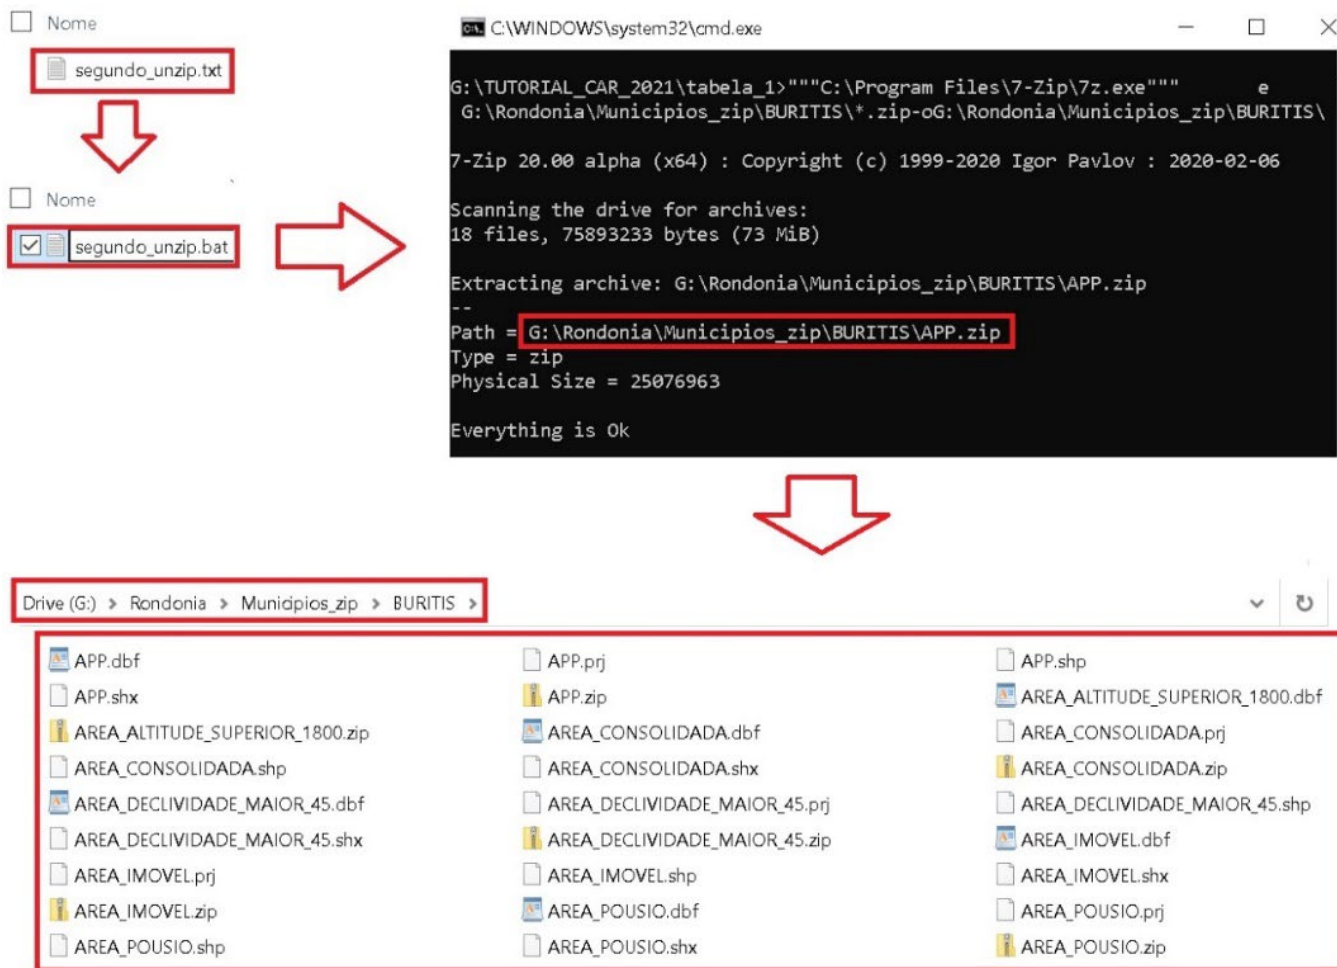 Nome
segundo_unzip.txt
Nome
segundo_unzip.bat
C:\WINDOWS\system32\cmd.exe
G:\TUTORIAL_CAR_2021\tabela_1>"""C:\Program Files\7-Zip\7z.exe""" e
G:\Rondonia\Municipios_zip\BURITIS\*.zip-oG:\Rondonia\Municipios_zip\BURITIS\
7-Zip 20.00 alpha (x64) : Copyright (c) 1999-2020 Igor Pavlov : 2020-02-06
Scanning the drive for archives:
18 files, 75893233 bytes (73 MiB)
Extracting archive: G:\Rondonia\Municipios_zip\BURITIS\APP.zip
--
Path = G:\Rondonia\Municipios_zip\BURITIS\APP.zip
Type = zip
Physical Size = 25076963
Everything is Ok
Drive (G:) > Rondonia > Municipios_zip > BURITIS >
APP.dbf APP.prj APP.shp
APP.shx APP.zip AREA_ALTITUDE_SUPERIOR_1800.dbf
AREA_ALTITUDE_SUPERIOR_1800.zip AREA_CONSOLIDADA.dbf AREA_CONSOLIDADA.prj
AREA_CONSOLIDADA.shp AREA_CONSOLIDADA.shx AREA_CONSOLIDADA.zip
AREA_DECLIVIDADE_MAIOR_45.dbf AREA_DECLIVIDADE_MAIOR_45.prj AREA_DECLIVIDADE_MAIOR_45.shp
AREA_DECLIVIDADE_MAIOR_45.shx AREA_DECLIVIDADE_MAIOR_45.zip AREA_IMOVEL.dbf
AREA_IMOVEL.prj AREA_IMOVEL.shp AREA_IMOVEL.shx
AREA_IMOVEL.zip AREA_POUSIO.dbf AREA_POUSIO.prj
AREA_POUSIO.shp AREA_POUSIO.shx AREA_POUSIO.zip